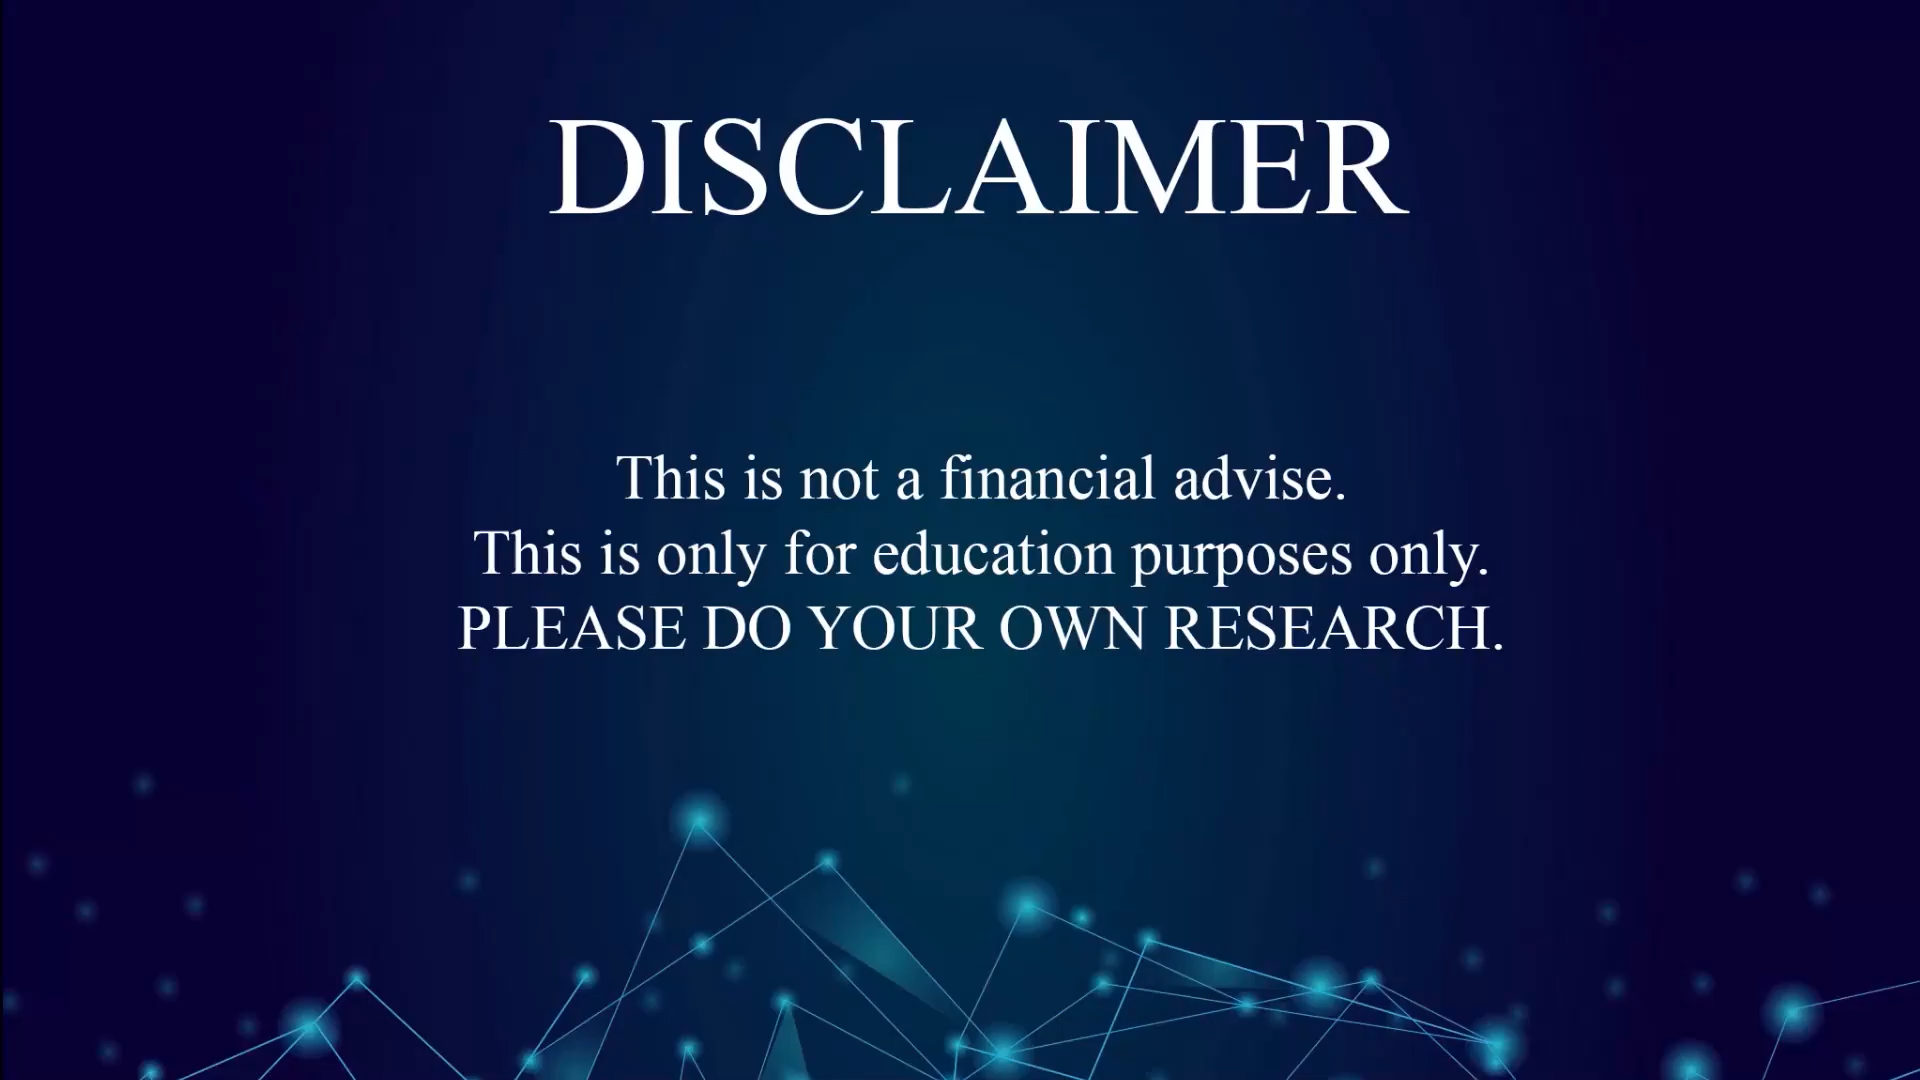 DISCLAIMER
This is not a financial advise.
This is only for education purposes only.
PLEASE DO YOUR OWN RESEARCH.